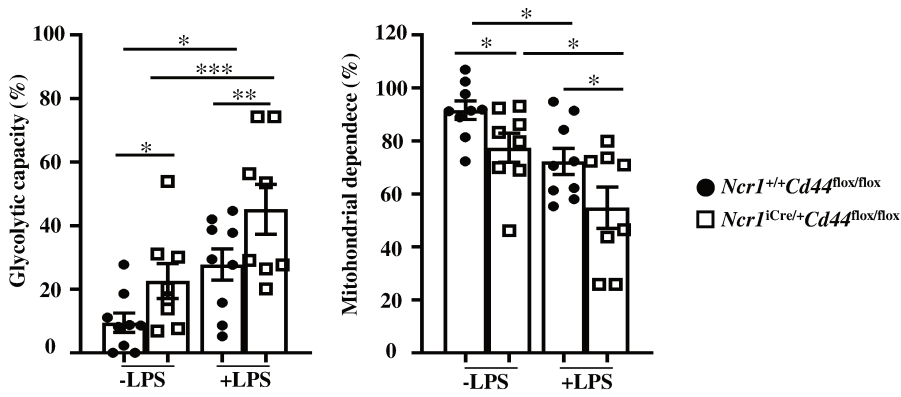 Glycolytic capacity (%)
100
80
60
40
20
0
*
***
**
*
-LPS
+LPS
Mitohondrial dependece (%)
120
100
80
60
40
20
0
*
*
*
*
-LPS
+LPS
● Ncr1+/+Cd44flox/flox
□ Ncr1iCre/+Cd44flox/flox